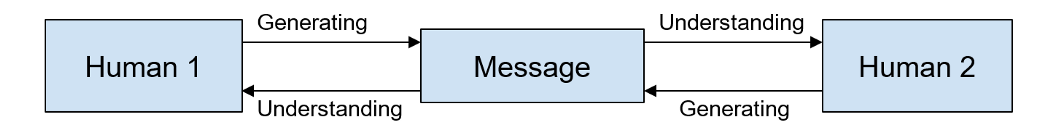 Generating
Understanding
Human 1
Message
Human 2
Understanding
Generating